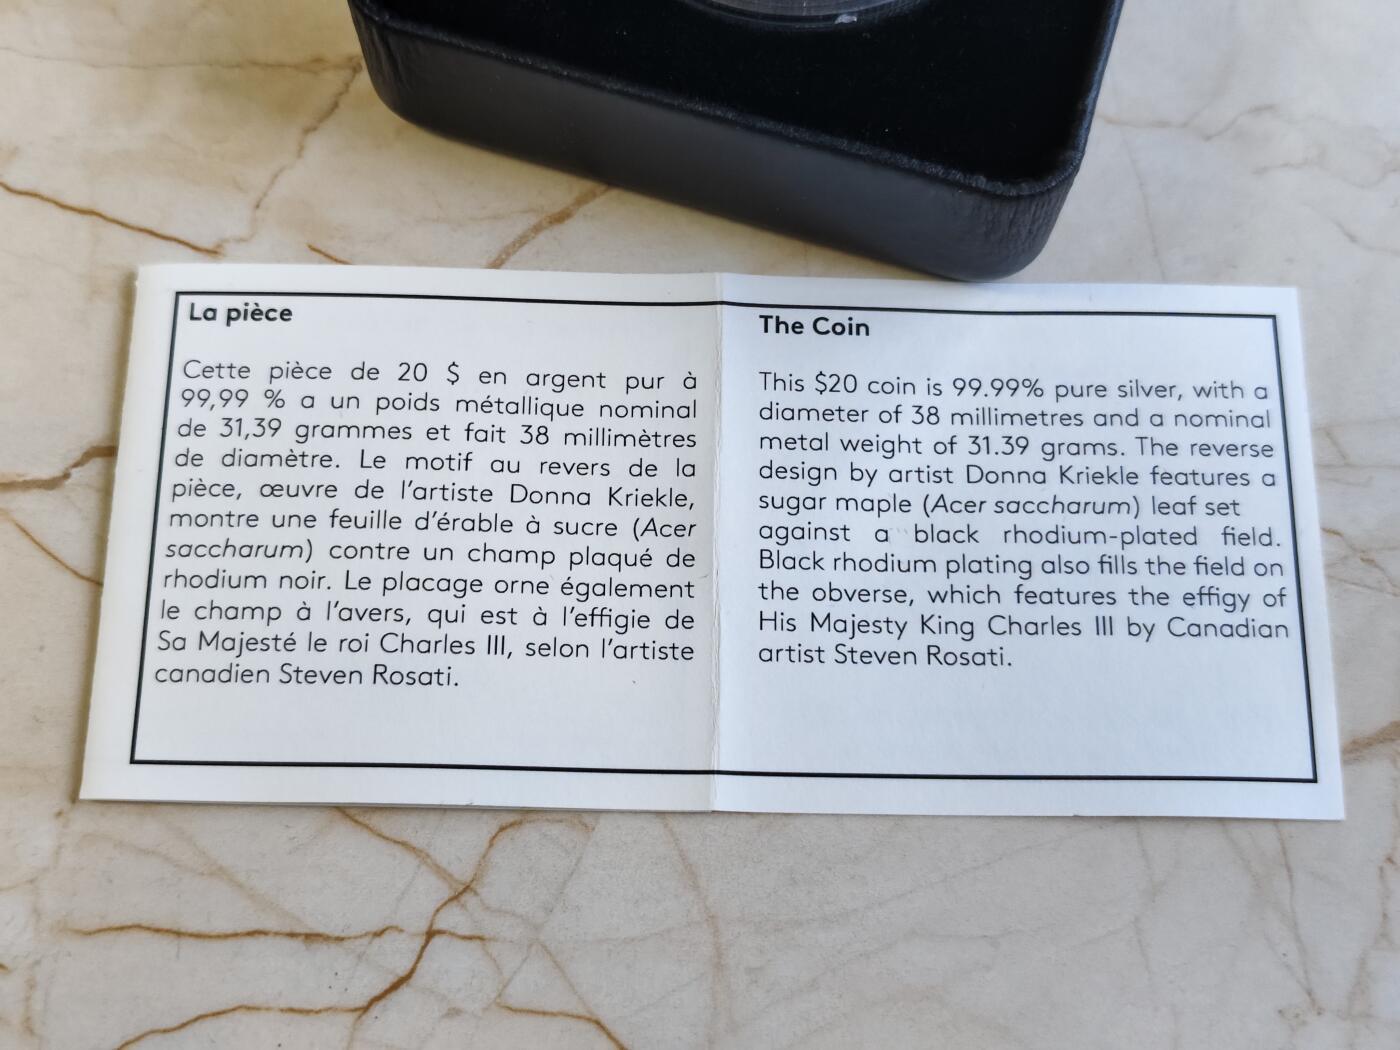 La pièce
Cette pièce de 20 $ en argent pur à
99,99 % a un poids métallique nominal
de 31,39 grammes et fait 38 millimètres
de diamètre. Le motif au revers de la
pièce, œuvre de l'artiste Donna Kriekle,
montre une feuille d'érable à sucre (Acer
saccharum) contre un champ plaqué de
rhodium noir. Le placage orne également
le champ à l'avers, qui est à l'effigie de
Sa Majesté le roi Charles III, selon l'artiste
canadien Steven Rosati.
The Coin
This $20 coin is 99.99% pure silver, with a
diameter of 38 millimetres and a nominal
metal weight of 31.39 grams. The reverse
design by artist Donna Kriekle features a
sugar maple (Acer saccharum) leaf set
against a black rhodium-plated field.
Black rhodium plating also fills the field on
the obverse, which features the effigy of
His Majesty King Charles III by Canadian
artist Steven Rosati.